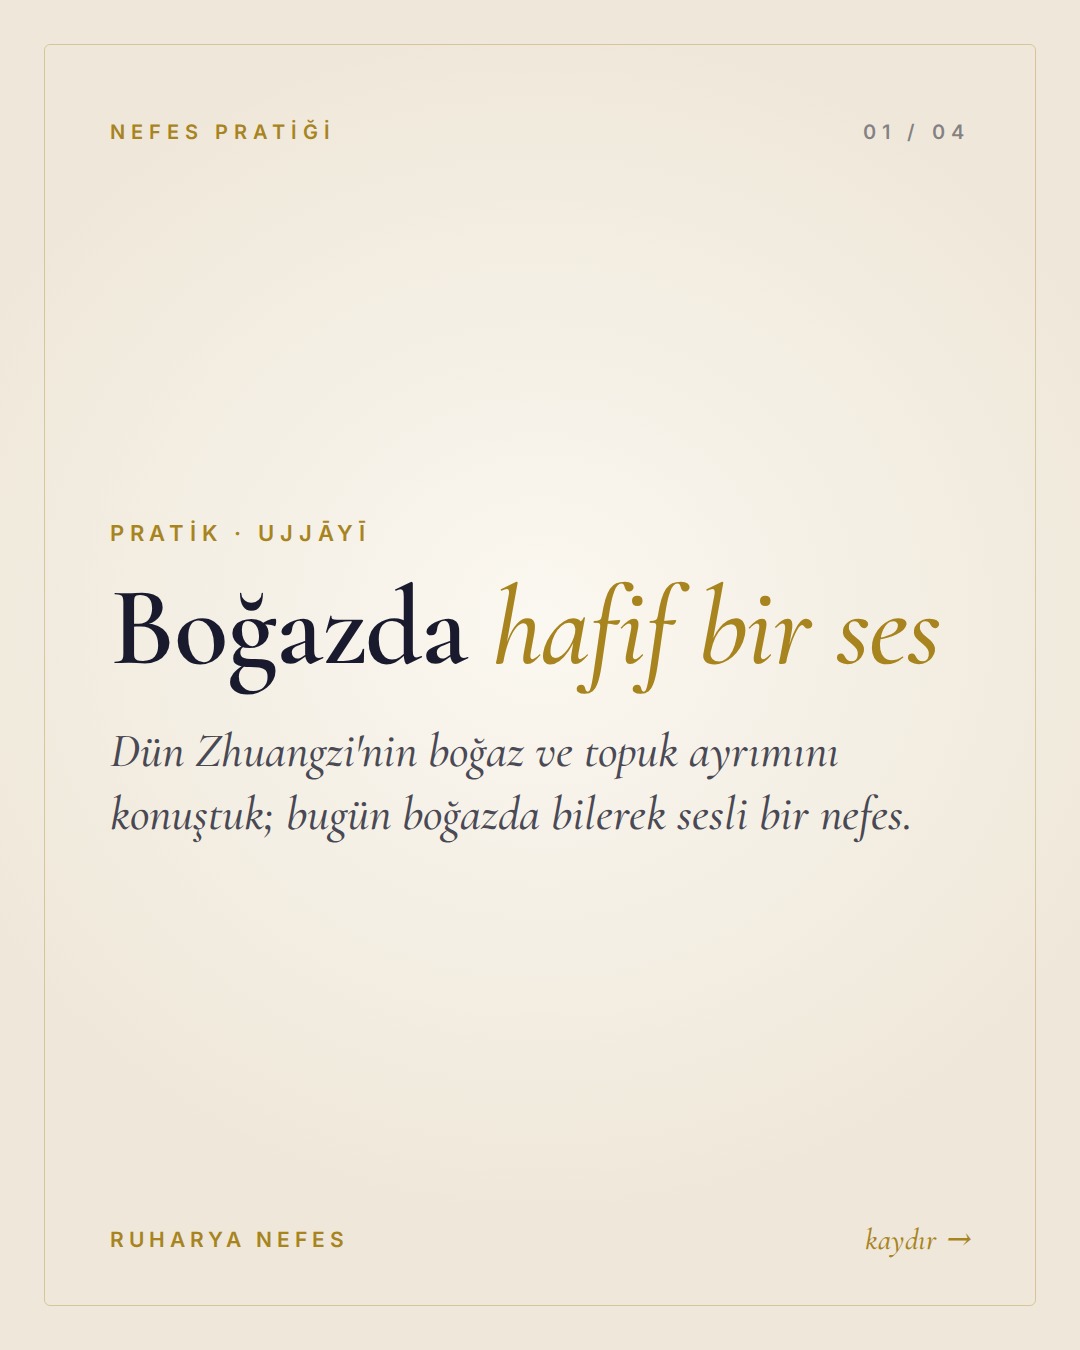 NEFES PRATİĞİ
01 / 04
PRATİK · UJJĀYĪ
Boğazda hafif bir ses
Dün Zhuangzi'nin boğaz ve topuk ayrımını
konuştuk; bugün boğazda bilerek sesli bir nefes.
RUHARYA NEFES
kaydır →